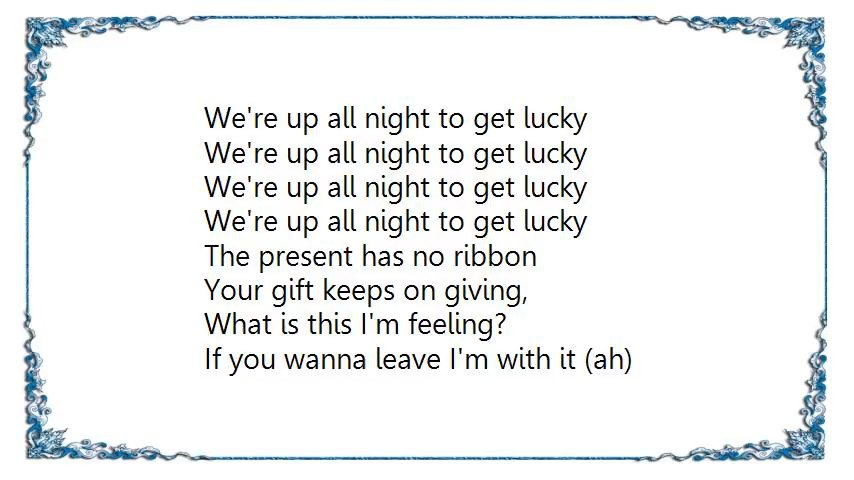 We're up all night to get lucky
We're up all night to get lucky
We're up all night to get lucky
We're up all night to get lucky
The present has no ribbon
Your gift keeps on giving,
What is this I'm feeling?
If you wanna leave I'm with it (ah)